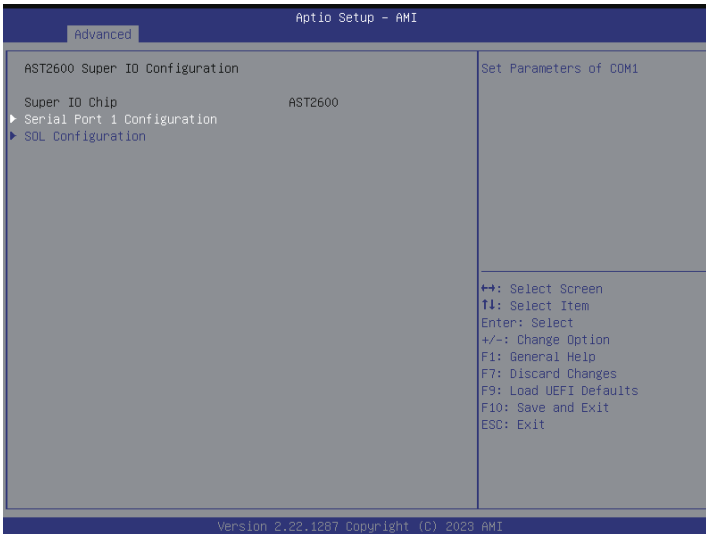 Aptio Setup - AMI
Advanced
AST2600 Super IO Configuration
Super IO Chip AST2600
Serial Port 1 Configuration
SOL Configuration
Set Parameters of COM1
↔: Select Screen
↑↓: Select Item
Enter: Select
+/-: Change Option
F1: General Help
F7: Discard Changes
F9: Load UEFI Defaults
F10: Save and Exit
ESC: Exit
Version 2.22.1287 Copyright (C) 2023 AMI